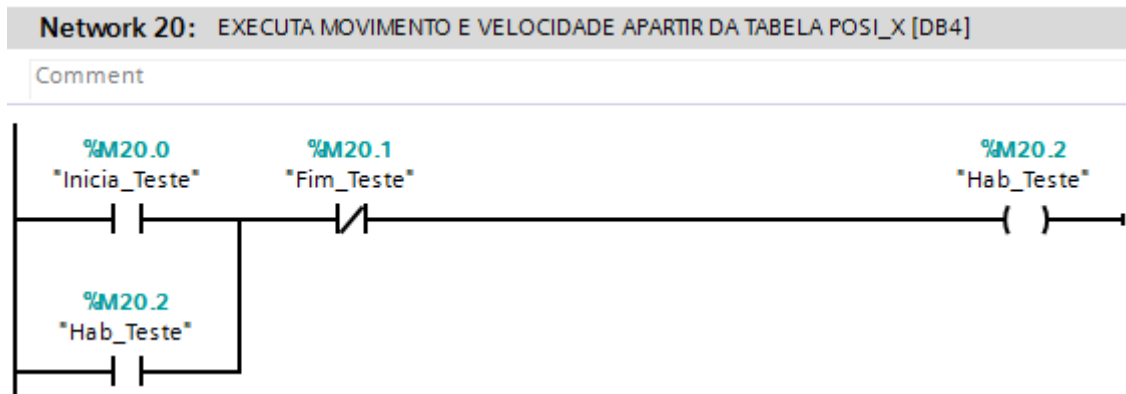 Network 20: EXECUTA MOVIMENTO E VELOCIDADE APARTIR DA TABELA POSI_X [DB4]
Comment
%M20.0 %M20.1 %M20.2
"Inicia_Teste" "Fim_Teste" "Hab_Teste"
%M20.2
"Hab_Teste"